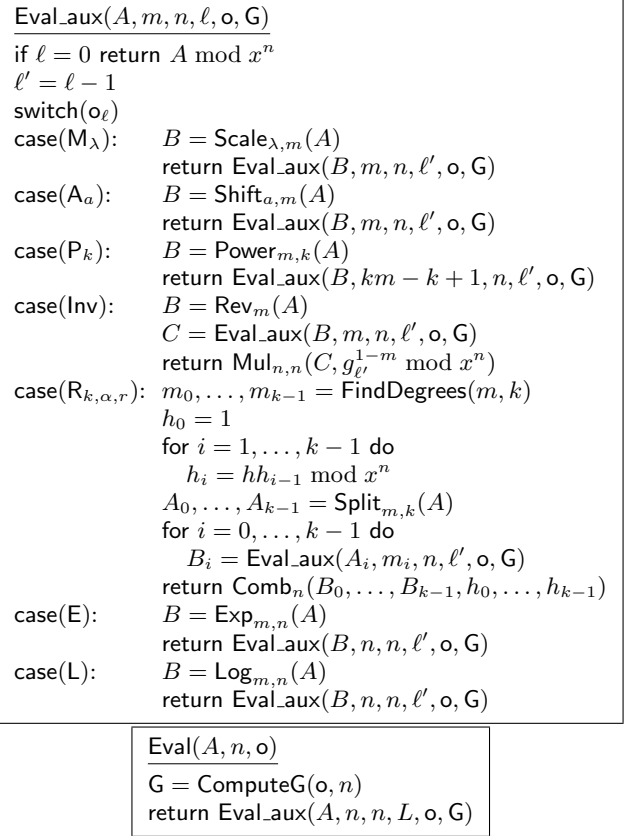 Eval_aux(A, m, n, ℓ, o, G)
if ℓ = 0 return A mod xⁿ
ℓ′ = ℓ − 1
switch(o_ℓ)
case(M_λ): B = Scale_{λ,m}(A)
return Eval_aux(B, m, n, ℓ′, o, G)
case(A_a): B = Shift_{a,m}(A)
return Eval_aux(B, m, n, ℓ′, o, G)
case(P_k): B = Power_{m,k}(A)
return Eval_aux(B, km − k + 1, n, ℓ′, o, G)
case(Inv): B = Rev_m(A)
C = Eval_aux(B, m, n, ℓ′, o, G)
return Mul_{n,n}(C, g_{ℓ′}^{1−m} mod xⁿ)
case(R_{k,α,r}): m_0, . . . , m_{k−1} = FindDegrees(m, k)
h_0 = 1
for i = 1, . . . , k − 1 do
h_i = hh_{i−1} mod xⁿ
A_0, . . . , A_{k−1} = Split_{m,k}(A)
for i = 0, . . . , k − 1 do
B_i = Eval_aux(A_i, m_i, n, ℓ′, o, G)
return Comb_n(B_0, . . . , B_{k−1}, h_0, . . . , h_{k−1})
case(E): B = Exp_{m,n}(A)
return Eval_aux(B, n, n, ℓ′, o, G)
case(L): B = Log_{m,n}(A)
return Eval_aux(B, n, n, ℓ′, o, G)
Eval(A, n, o)
G = ComputeG(o, n)
return Eval_aux(A, n, n, L, o, G)